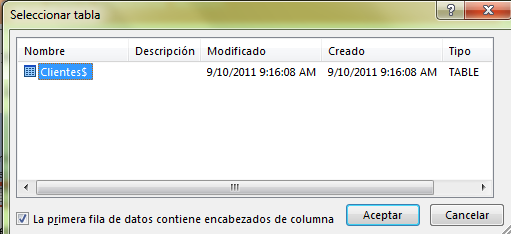 Seleccionar tabla
Nombre Descripción Modificado Creado Tipo
Clientes$ 9/10/2011 9:16:08 AM 9/10/2011 9:16:08 AM TABLE
La primera fila de datos contiene encabezados de columna Aceptar Cancelar